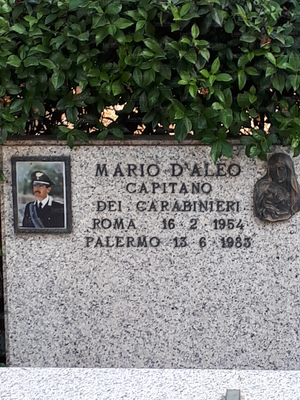 MARIO D'ALEO
CAPITANO
DEI CARABINIERI
ROMA 16-2-1954
PALERMO 13-6-1983